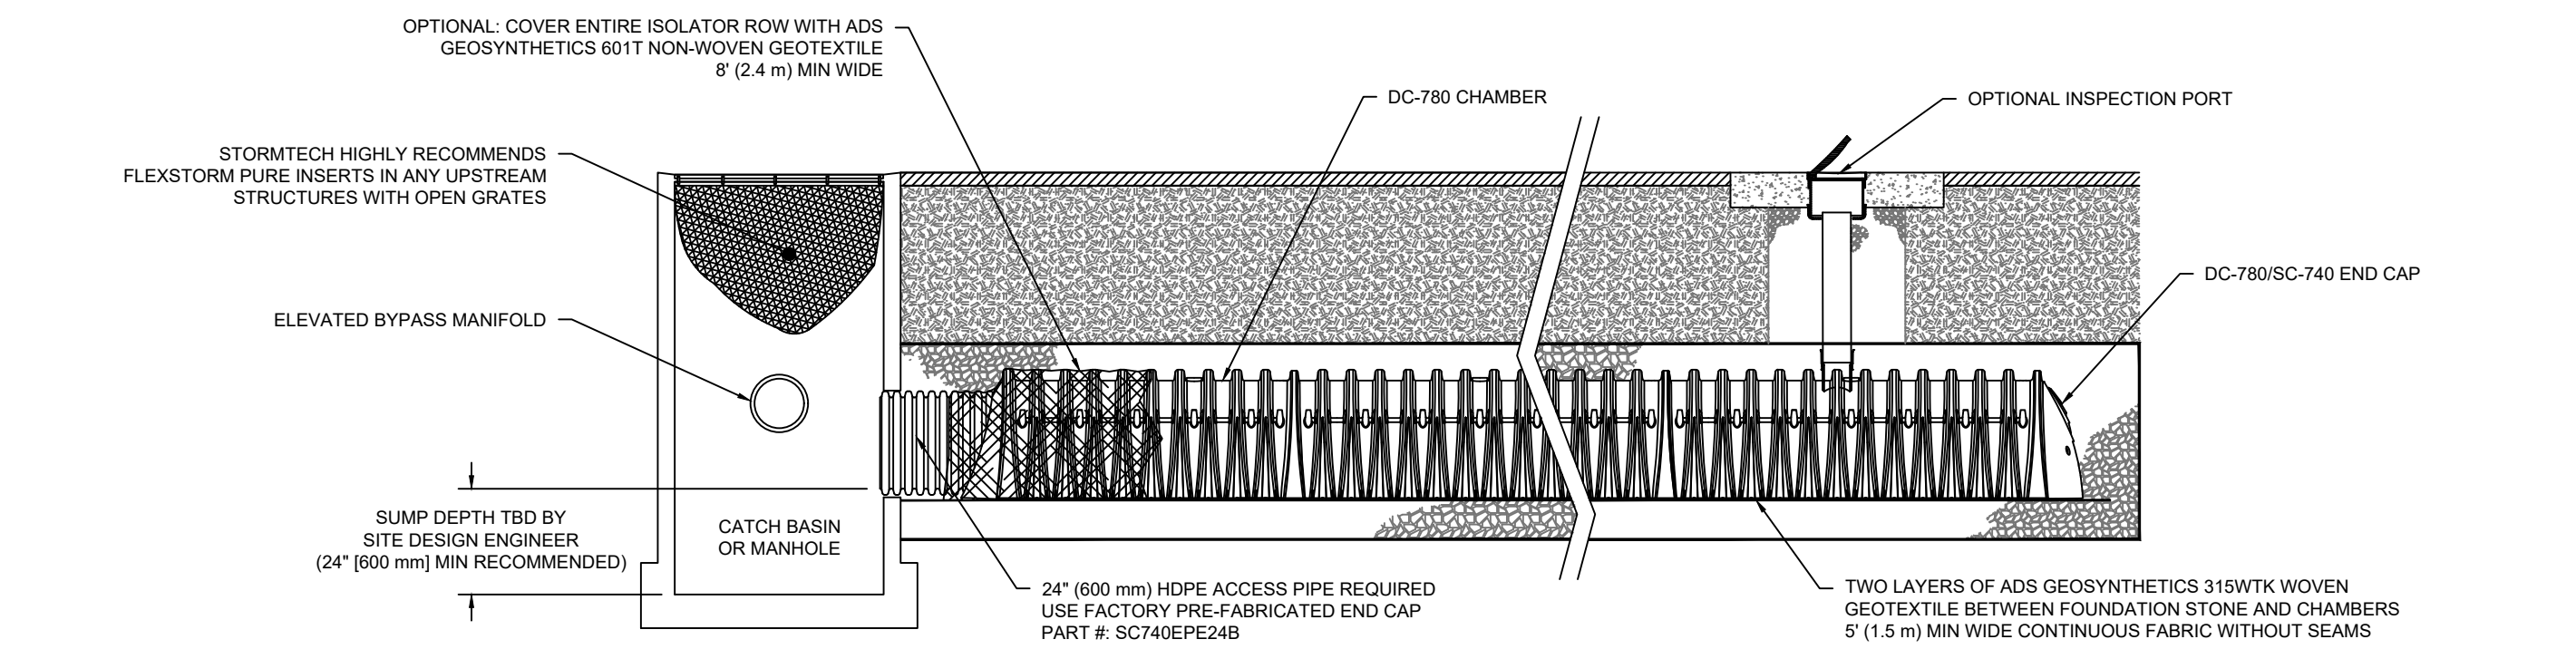 OPTIONAL: COVER ENTIRE ISOLATOR ROW WITH ADS
GEOSYNTHETICS 601T NON-WOVEN GEOTEXTILE
8' (2.4 m) MIN WIDE
DC-780 CHAMBER
OPTIONAL INSPECTION PORT
STORMTECH HIGHLY RECOMMENDS
FLEXSTORM PURE INSERTS IN ANY UPSTREAM
STRUCTURES WITH OPEN GRATES
DC-780/SC-740 END CAP
ELEVATED BYPASS MANIFOLD
SUMP DEPTH TBD BY
SITE DESIGN ENGINEER
(24" [600 mm] MIN RECOMMENDED)
CATCH BASIN
OR MANHOLE
24" (600 mm) HDPE ACCESS PIPE REQUIRED
USE FACTORY PRE-FABRICATED END CAP
PART #: SC740EPE24B
TWO LAYERS OF ADS GEOSYNTHETICS 315WTK WOVEN
GEOTEXTILE BETWEEN FOUNDATION STONE AND CHAMBERS
5' (1.5 m) MIN WIDE CONTINUOUS FABRIC WITHOUT SEAMS